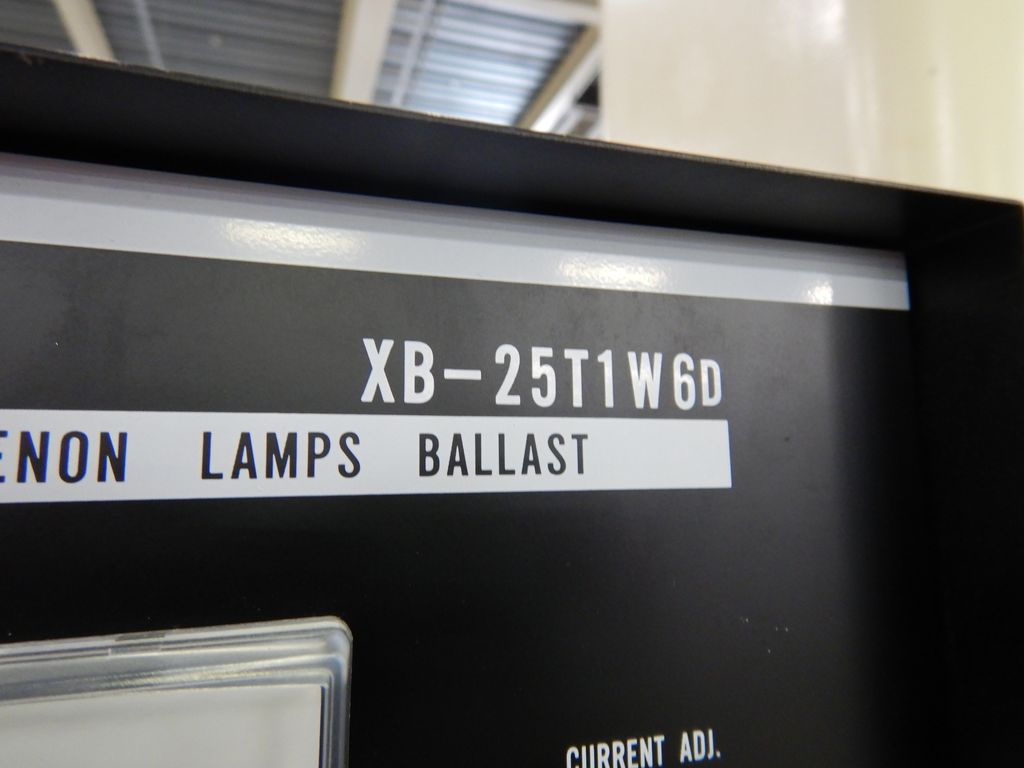 XB-25T1W6D
ENON LAMPS BALLAST
CURRENT ADJ.